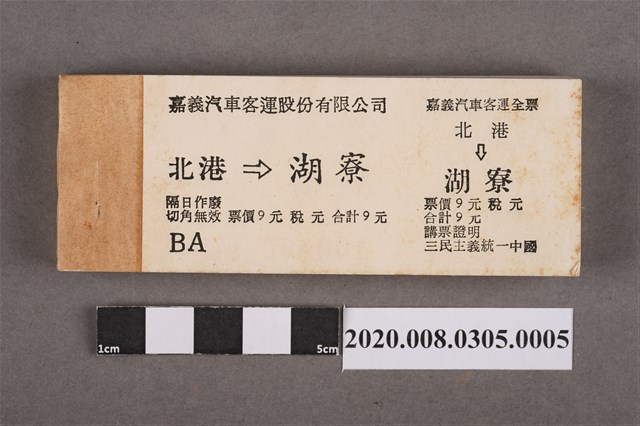 嘉義汽車客運股份有限公司
北港⇨湖寮
隔日作廢
切角無效 票價9元 稅 元 合計9元
BA
嘉義汽車客運全票
北港
⇩
湖寮
票價9元 稅 元
合計9元
講票證明
三民主義統一中國
1cm
5cm
2020.008.0305.0005